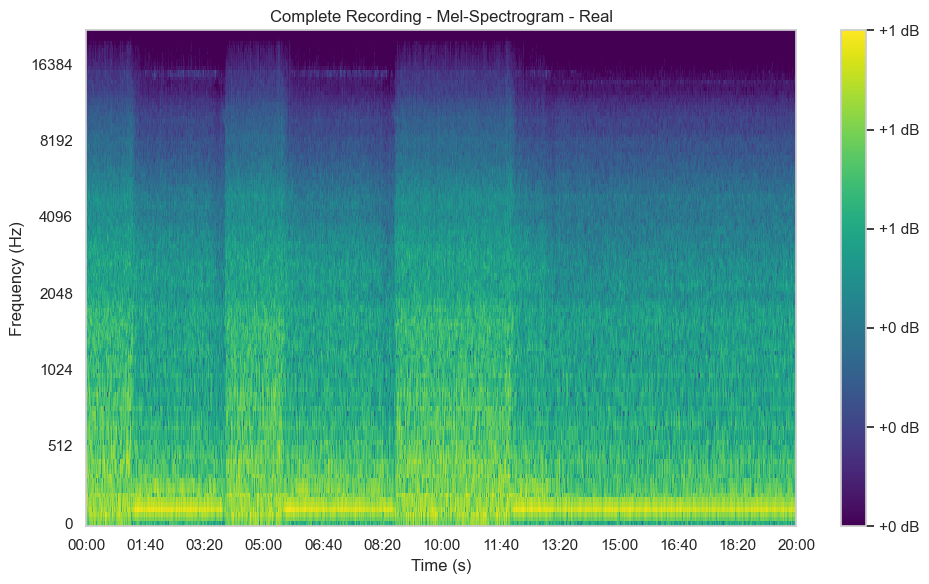 Complete Recording - Mel-Spectrogram - Real
Frequency (Hz)
16384
8192
4096
2048
1024
512
0
00:00 01:40 03:20 05:00 06:40 08:20 10:00 11:40 13:20 15:00 16:40 18:20 20:00
Time (s)
+1 dB
+1 dB
+1 dB
+0 dB
+0 dB
+0 dB